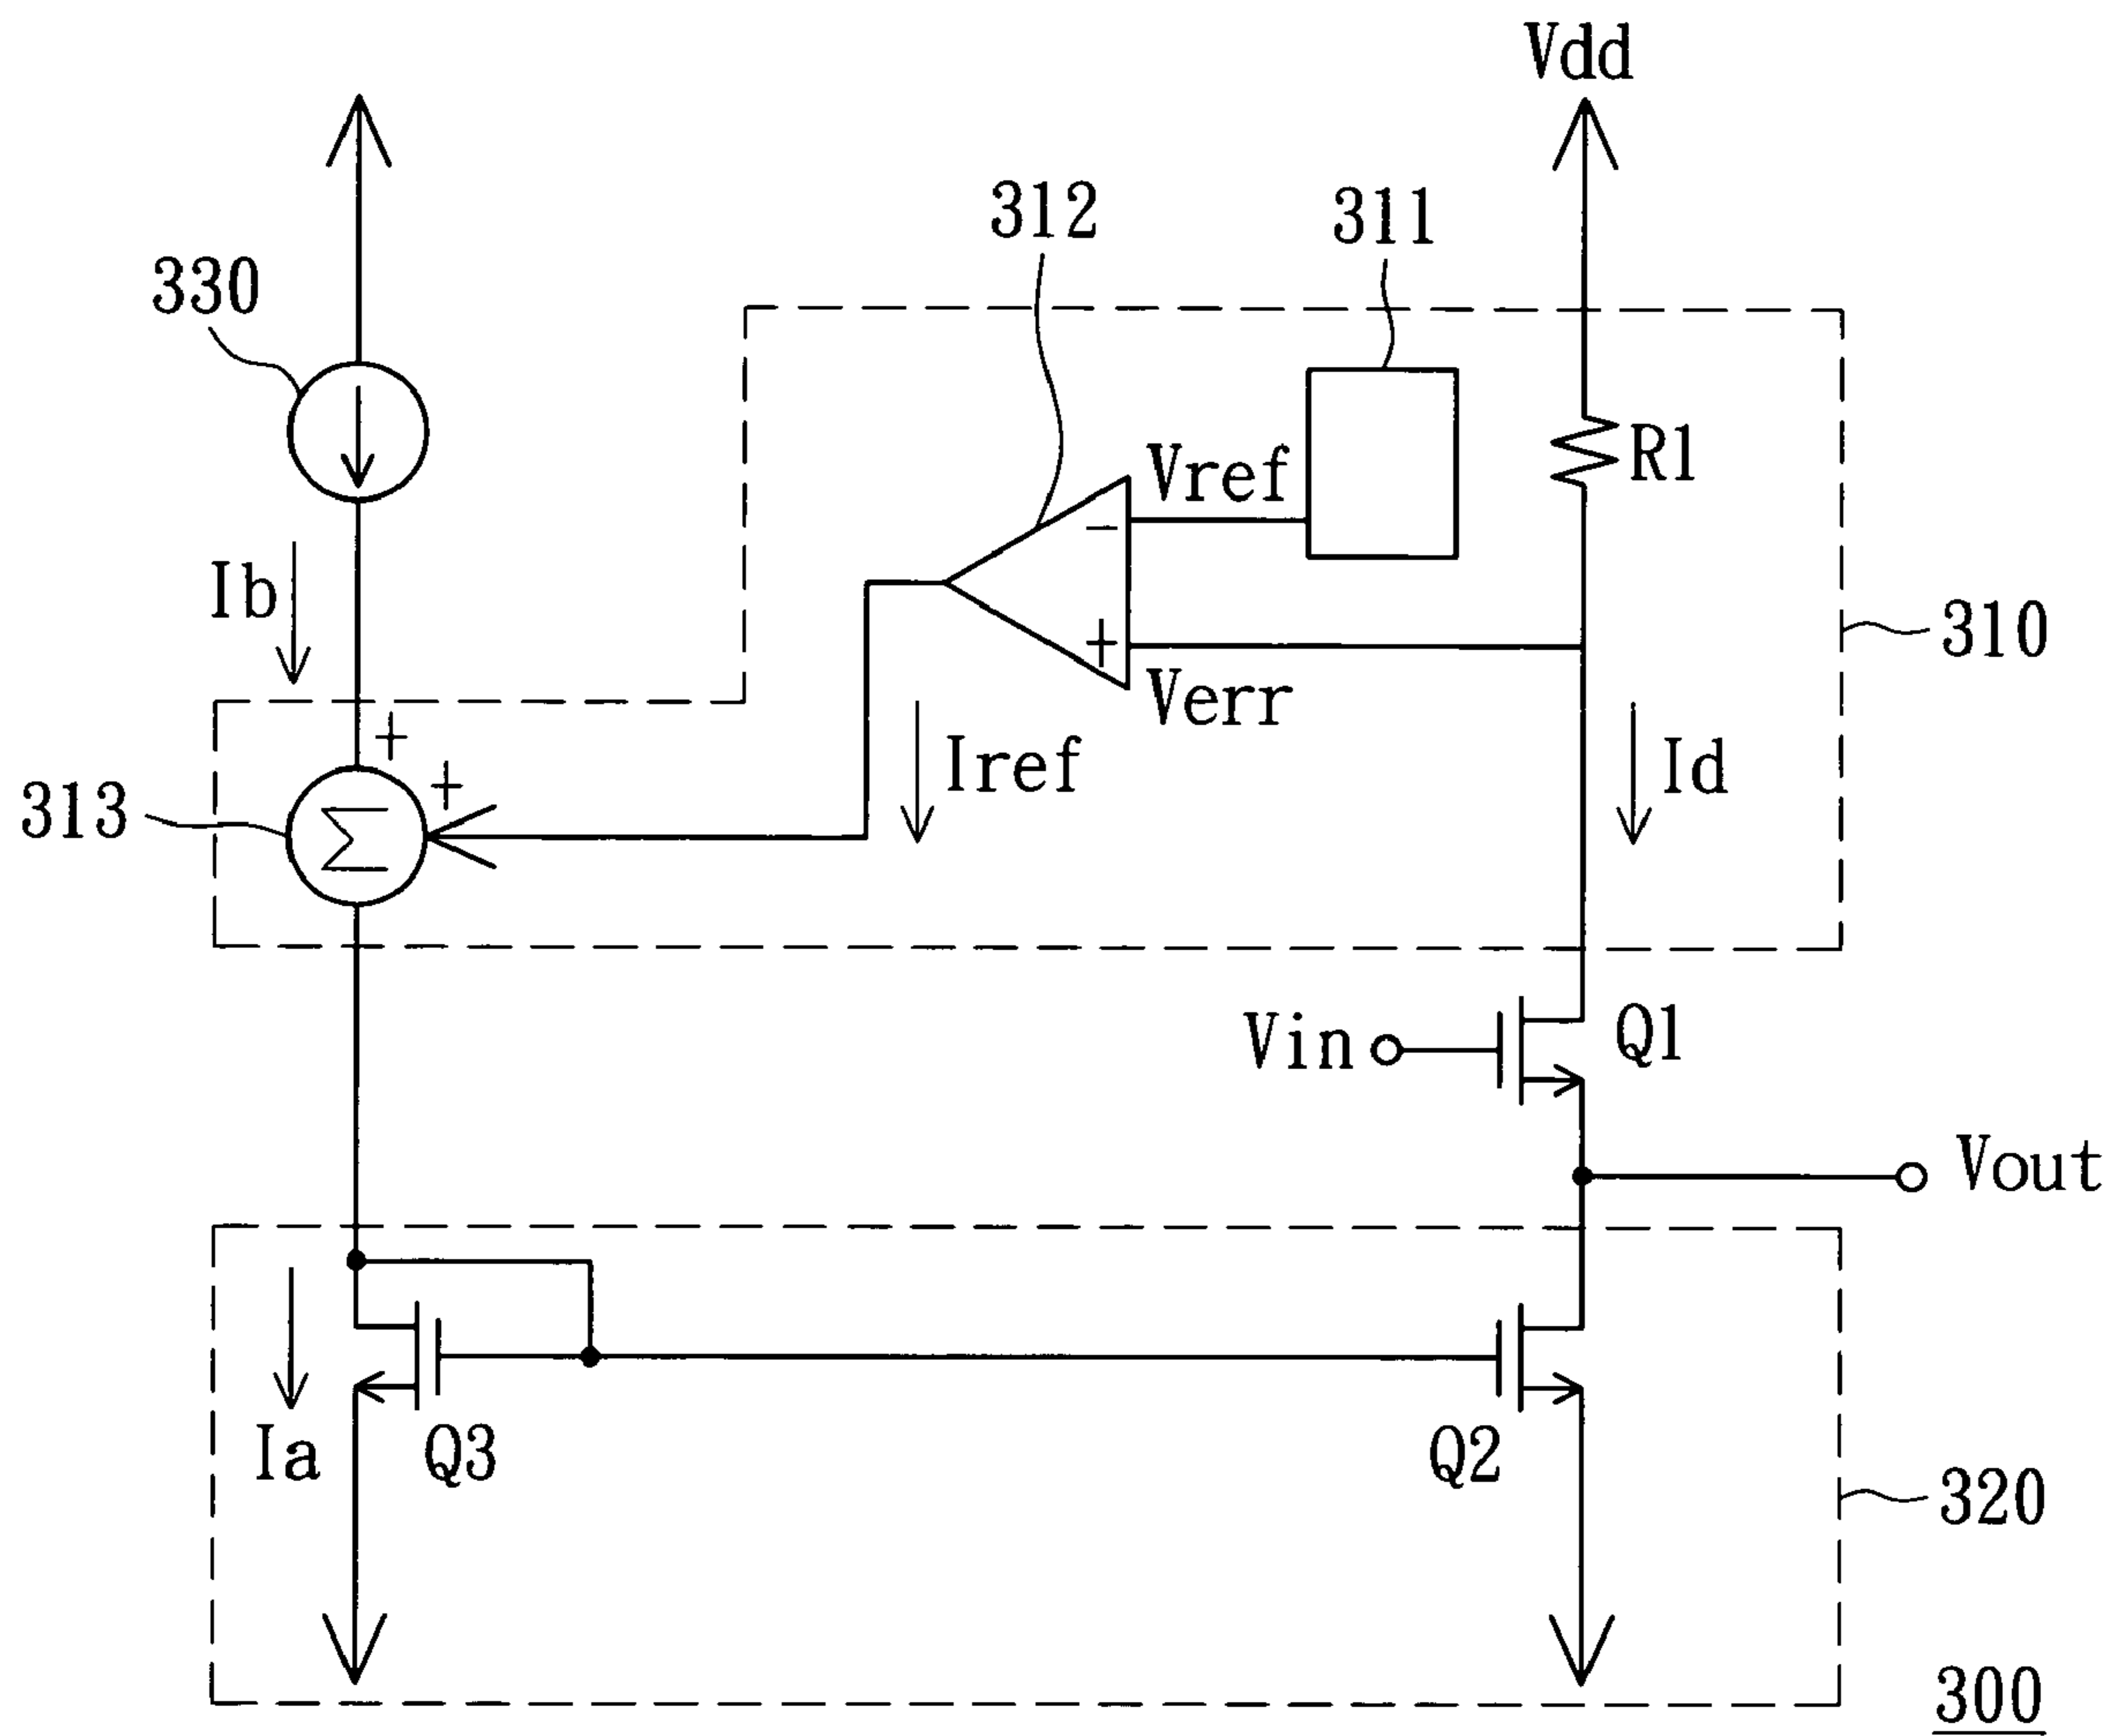 Vdd
312
311
330
Vref
R1
−
Ib
310
+
Verr
+
+
Iref
Id
313
Σ
Vin
Q1
Vout
Ia
Q3
Q2
320
300